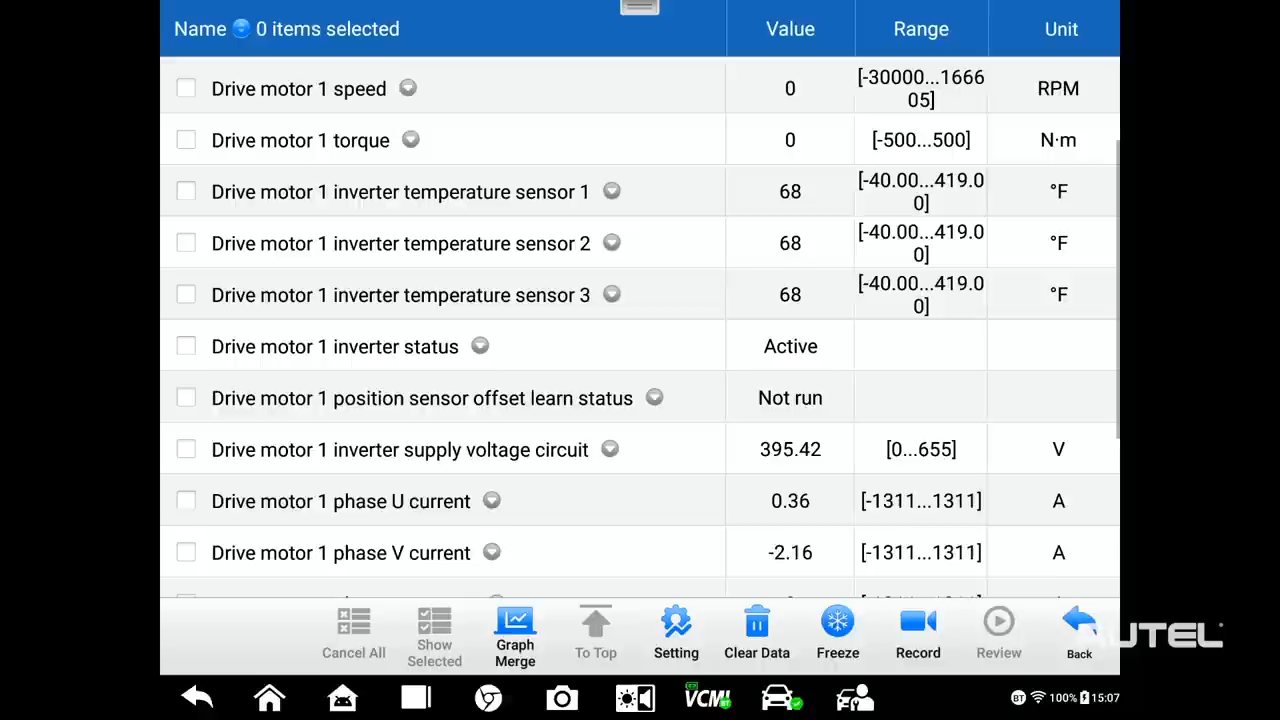 Name 0 items selected Value Range Unit
Drive motor 1 speed 0 [-30000...1666
05] RPM
Drive motor 1 torque 0 [-500...500] N·m
Drive motor 1 inverter temperature sensor 1 68 [-40.00...419.0
0] °F
Drive motor 1 inverter temperature sensor 2 68 [-40.00...419.0
0] °F
Drive motor 1 inverter temperature sensor 3 68 [-40.00...419.0
0] °F
Drive motor 1 inverter status Active
Drive motor 1 position sensor offset learn status Not run
Drive motor 1 inverter supply voltage circuit 395.42 [0...655] V
Drive motor 1 phase U current 0.36 [-1311...1311] A
Drive motor 1 phase V current -2.16 [-1311...1311] A
Cancel All
Show
Selected
Graph
Merge
To Top
Setting
Clear Data
Freeze
Record
Review
Back
AUTEL
VCMI
BT
BT 100% 15:07